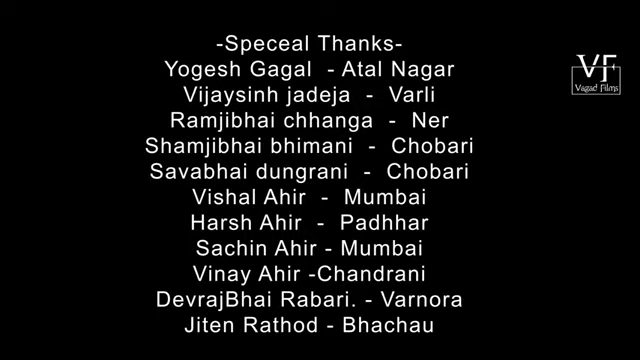 -Speceal Thanks-
Yogesh Gagal - Atal Nagar
Vijaysinh jadeja - Varli
Ramjibhai chhanga - Ner
Shamjibhai bhimani - Chobari
Savabhai dungrani - Chobari
Vishal Ahir - Mumbai
Harsh Ahir - Padhhar
Sachin Ahir - Mumbai
Vinay Ahir -Chandrani
DevrajBhai Rabari. - Varnora
Jiten Rathod - Bhachau
VF
Vagad Films